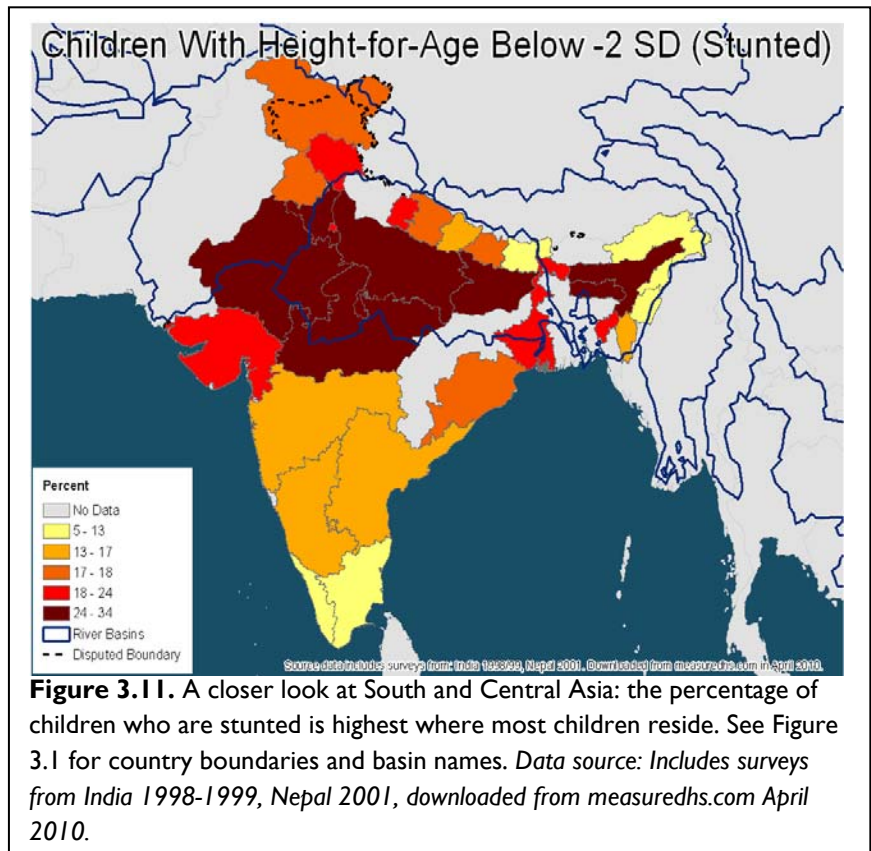 Children With Height-for-Age Below -2 SD (Stunted)
Percent
No Data
5 - 13
13 - 17
17 - 18
18 - 24
24 - 34
River Basins
Disputed Boundary
Source data includes surveys from: India 1998/99, Nepal 2001. Downloaded from measuredhs.com in April 2010.
Figure 3.11. A closer look at South and Central Asia: the percentage of
children who are stunted is highest where most children reside. See Figure
3.1 for country boundaries and basin names. Data source: Includes surveys
from India 1998-1999, Nepal 2001, downloaded from measuredhs.com April
2010.